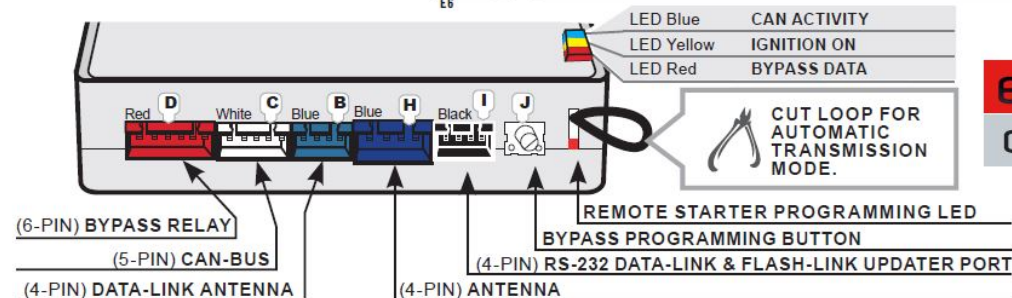 E6
LED Blue CAN ACTIVITY
LED Yellow IGNITION ON
LED Red BYPASS DATA
Red D White C Blue B Blue H Black I J
CUT LOOP FOR
AUTOMATIC
TRANSMISSION
MODE.
REMOTE STARTER PROGRAMMING LED
(6-PIN) BYPASS RELAY
BYPASS PROGRAMMING BUTTON
(5-PIN) CAN-BUS
(4-PIN) RS-232 DATA-LINK & FLASH-LINK UPDATER PORT
(4-PIN) DATA-LINK ANTENNA
(4-PIN) ANTENNA